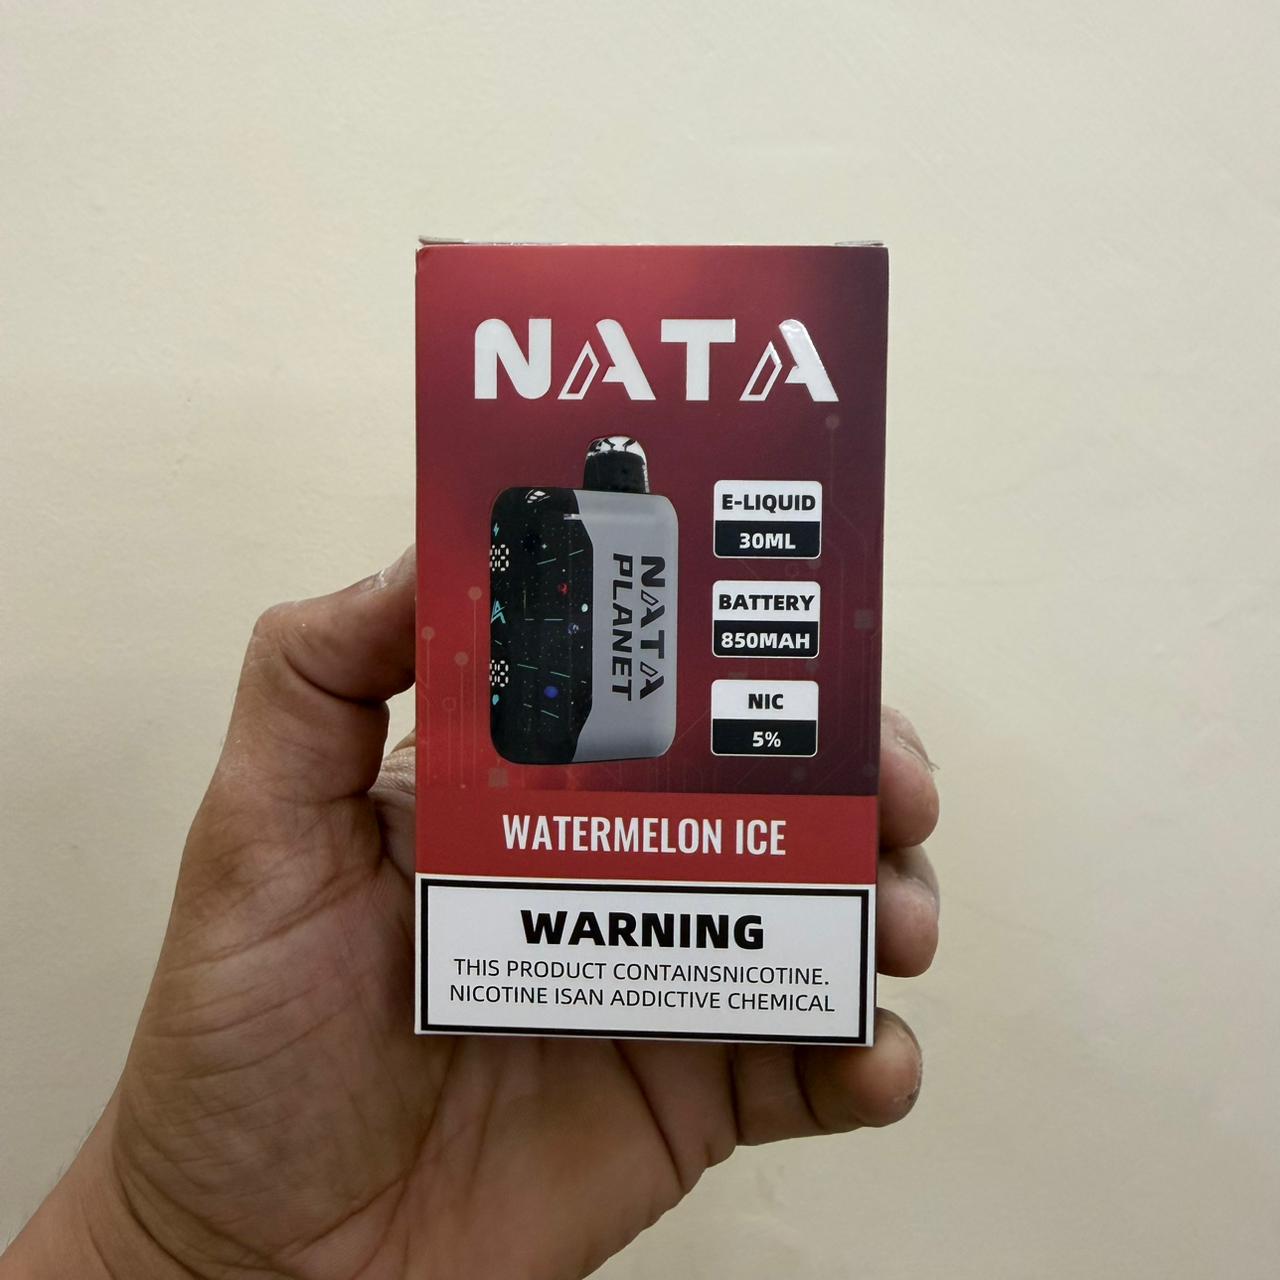 NATA
NATA
PLANET
E-LIQUID
30ML
BATTERY
850MAH
NIC
5%
WATERMELON ICE
WARNING
THIS PRODUCT CONTAINSNICOTINE.
NICOTINE ISAN ADDICTIVE CHEMICAL